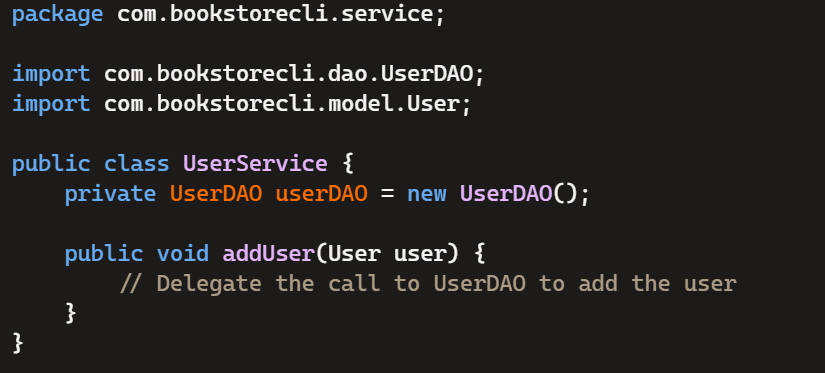 package com.bookstorecli.service;
import com.bookstorecli.dao.UserDAO;
import com.bookstorecli.model.User;
public class UserService {
    private UserDAO userDAO = new UserDAO();
    public void addUser(User user) {
        // Delegate the call to UserDAO to add the user
    }
}